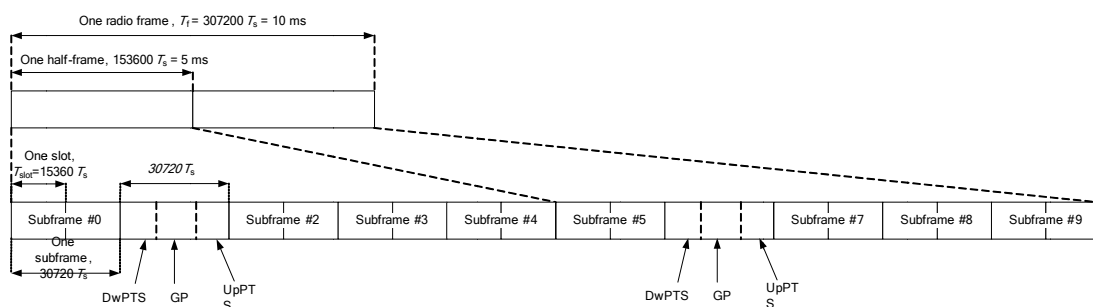 One radio frame, Tf = 307200 Ts = 10 ms
One half-frame, 153600 Ts = 5 ms
One slot,
Tslot=15360 Ts
30720Ts
Subframe #0
Subframe #2
Subframe #3
Subframe #4
Subframe #5
Subframe #7
Subframe #8
Subframe #9
One
subframe,
30720 Ts
DwPTS
GP
UpPT
S
DwPTS
GP
UpPT
S